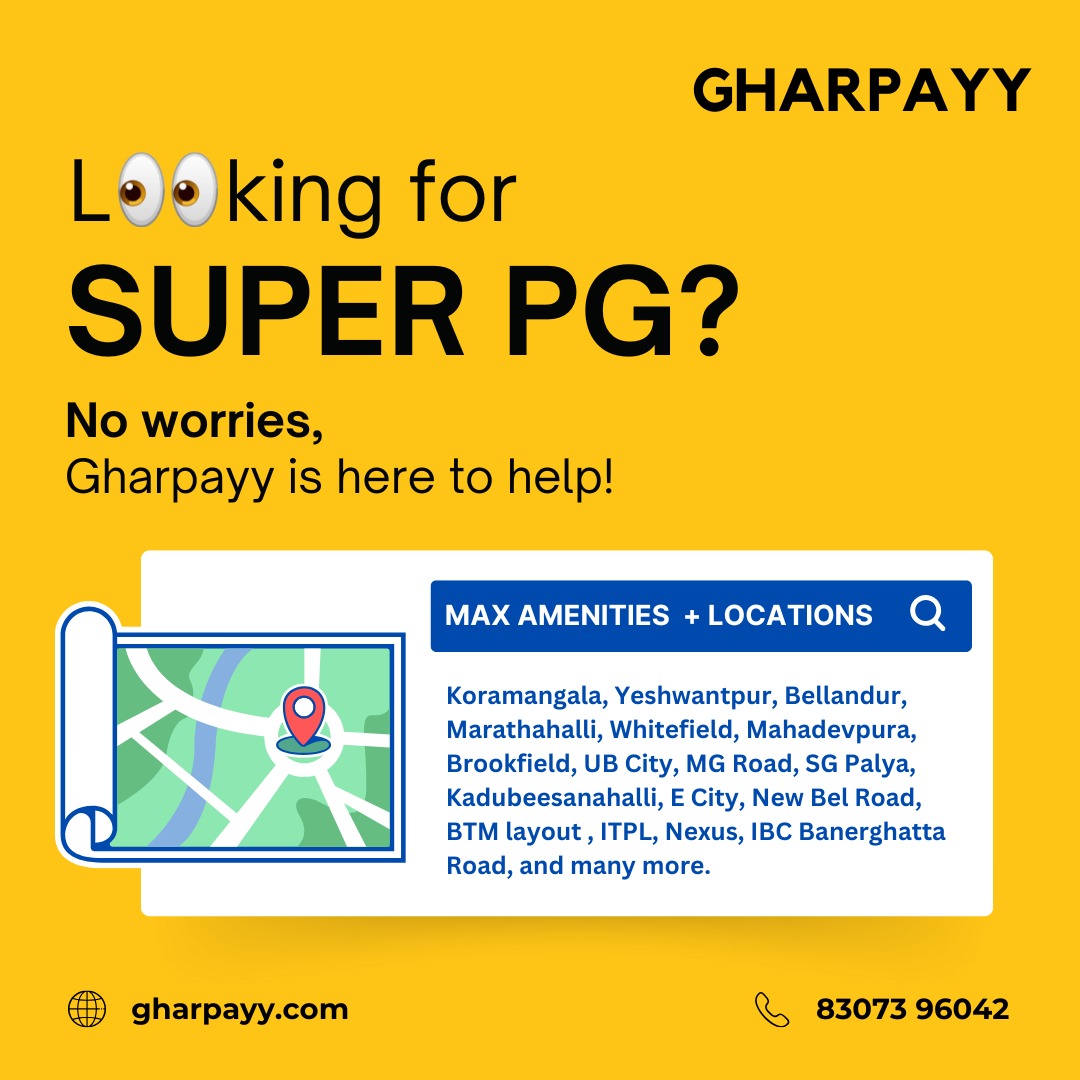 GHARPAYY
L👀king for
SUPER PG?
No worries,
Gharpayy is here to help!
MAX AMENITIES + LOCATIONS
Koramangala, Yeshwantpur, Bellandur,
Marathahalli, Whitefield, Mahadevpura,
Brookfield, UB City, MG Road, SG Palya,
Kadubeesanahalli, E City, New Bel Road,
BTM layout , ITPL, Nexus, IBC Banerghatta
Road, and many more.
gharpayy.com
83073 96042